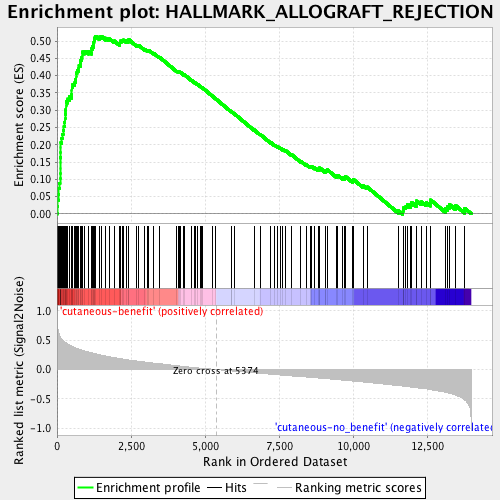 Enrichment plot: HALLMARK_ALLOGRAFT_REJECTION
Enrichment score (ES)
0.50
0.45
0.40
0.35
0.30
0.25
0.20
0.15
0.10
0.05
0.00
Ranked list metric (Signal2Noise)
1.0
0.5
0.0
-0.5
-1.0
'cutaneous-benefit' (positively correlated)
Zero cross at 5374
'cutaneous-no_benefit' (negatively correlated)
0
2,500
5,000
7,500
10,000
12,500
Rank in Ordered Dataset
Enrichment profile
Hits
Ranking metric scores